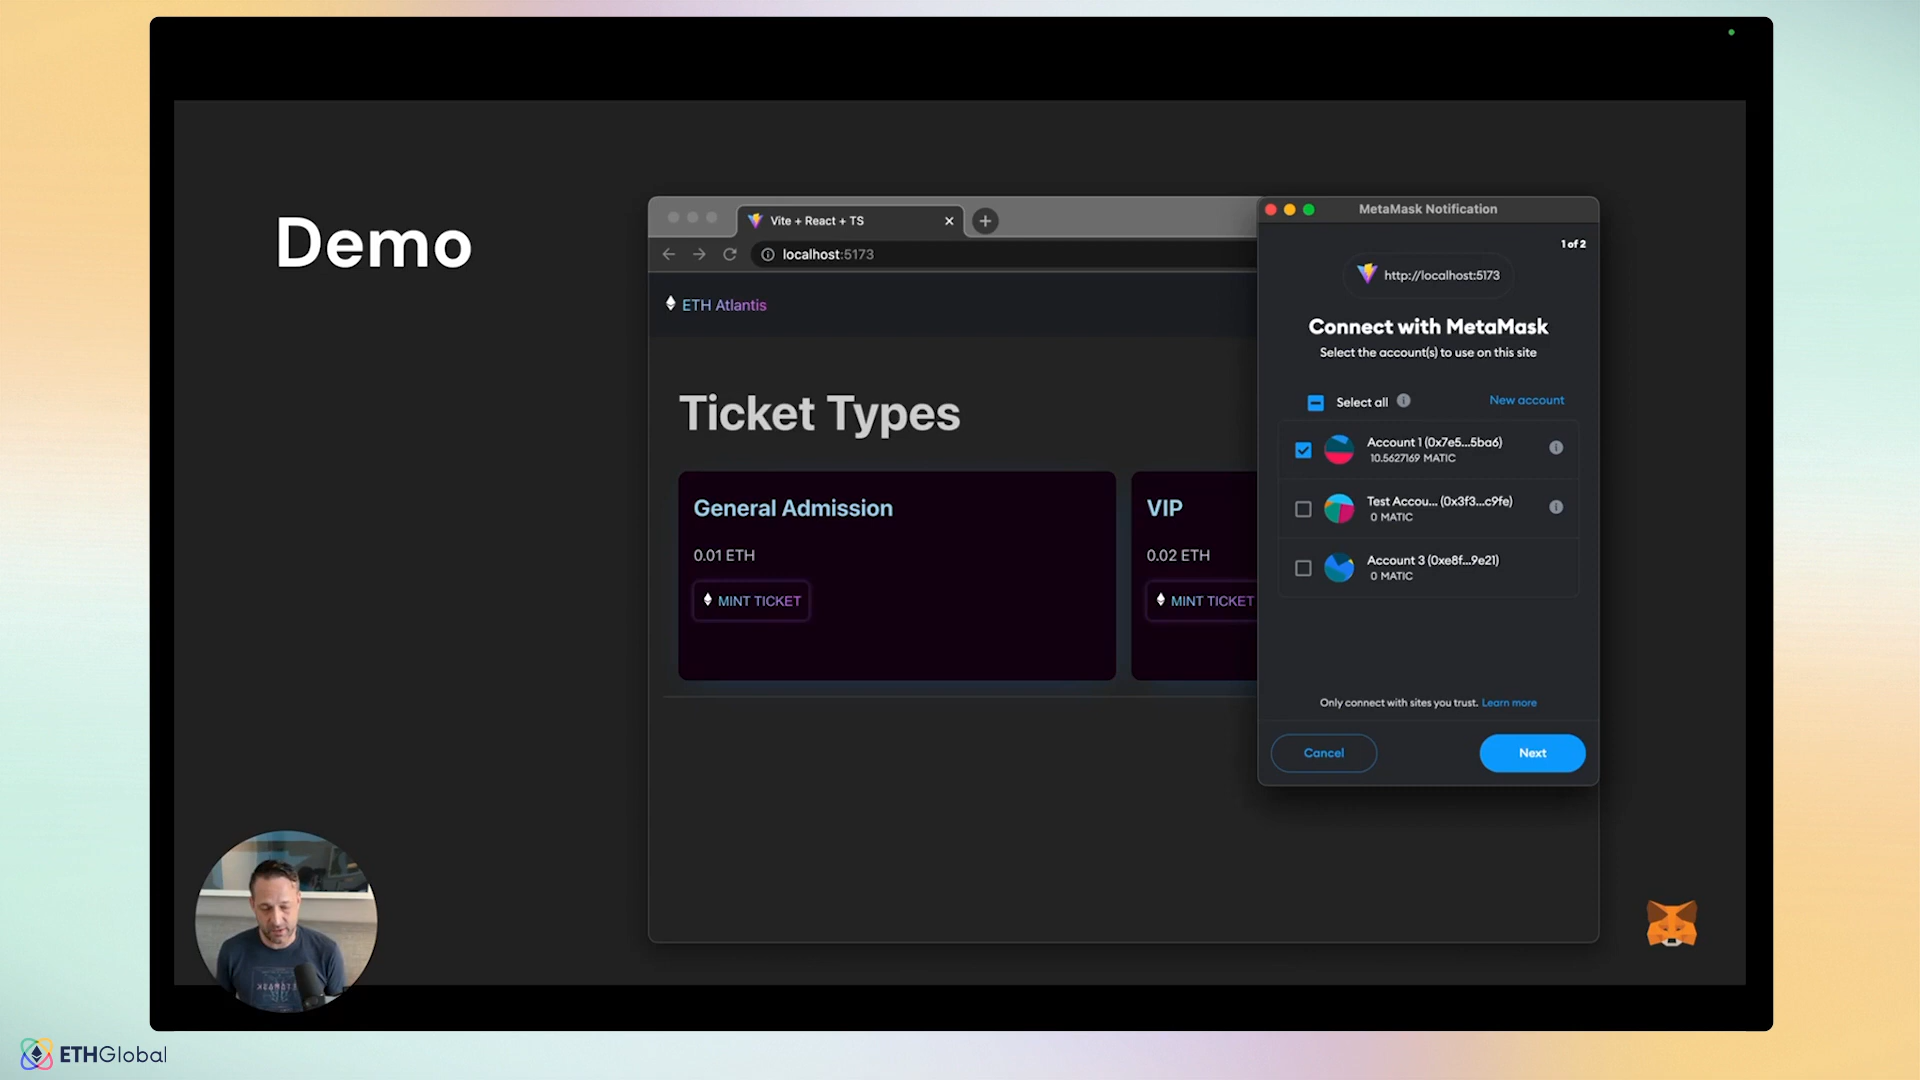 Demo
Vite + React + TS
localhost:5173
ETH Atlantis
Ticket Types
General Admission
0.01 ETH
MINT TICKET
VIP
0.02 ETH
MINT TICKET
MetaMask Notification
1 of 2
http://localhost:5173
Connect with MetaMask
Select the account(s) to use on this site
Select all
New account
Account 1 (0x7e5...5ba6)
10.5627169 MATIC
Test Accou... (0x3f3...c9fe)
0 MATIC
Account 3 (0xe8f...9e21)
0 MATIC
Only connect with sites you trust. Learn more
Cancel
Next
ETHGlobal